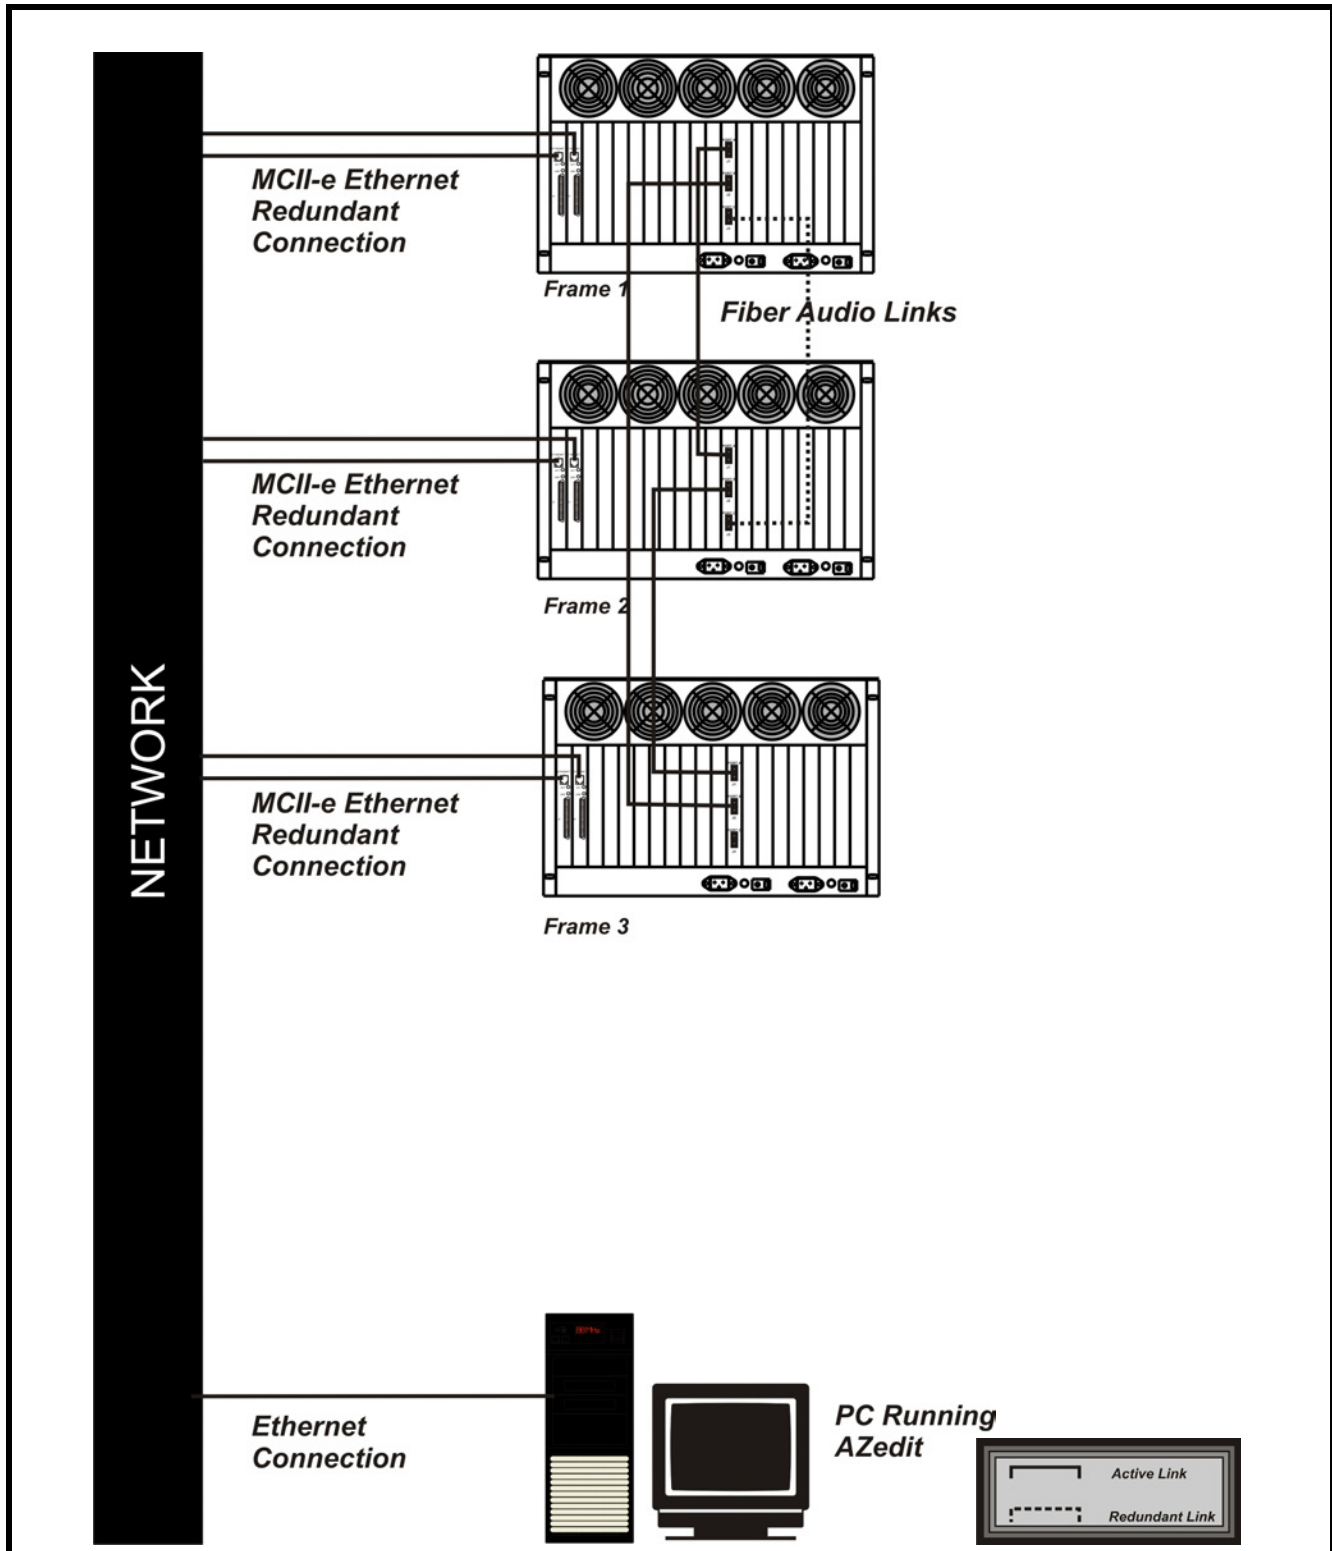 MCII-e Ethernet
Redundant
Connection
Frame 1
Fiber Audio Links
MCII-e Ethernet
Redundant
Connection
Frame 2
NETWORK
MCII-e Ethernet
Redundant
Connection
Frame 3
Ethernet
Connection
PC Running
AZedit
Active Link
Redundant Link